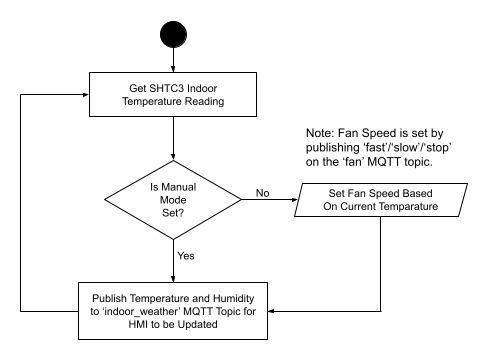 Get SHTC3 Indoor
Temperature Reading
Note: Fan Speed is set by
publishing ‘fast’/‘slow’/‘stop’
on the ‘fan’ MQTT topic.
Is Manual
Mode
Set?
No
Set Fan Speed Based
On Current Temparature
Yes
Publish Temperature and Humidity
to ‘indoor_weather’ MQTT Topic for
HMI to be Updated